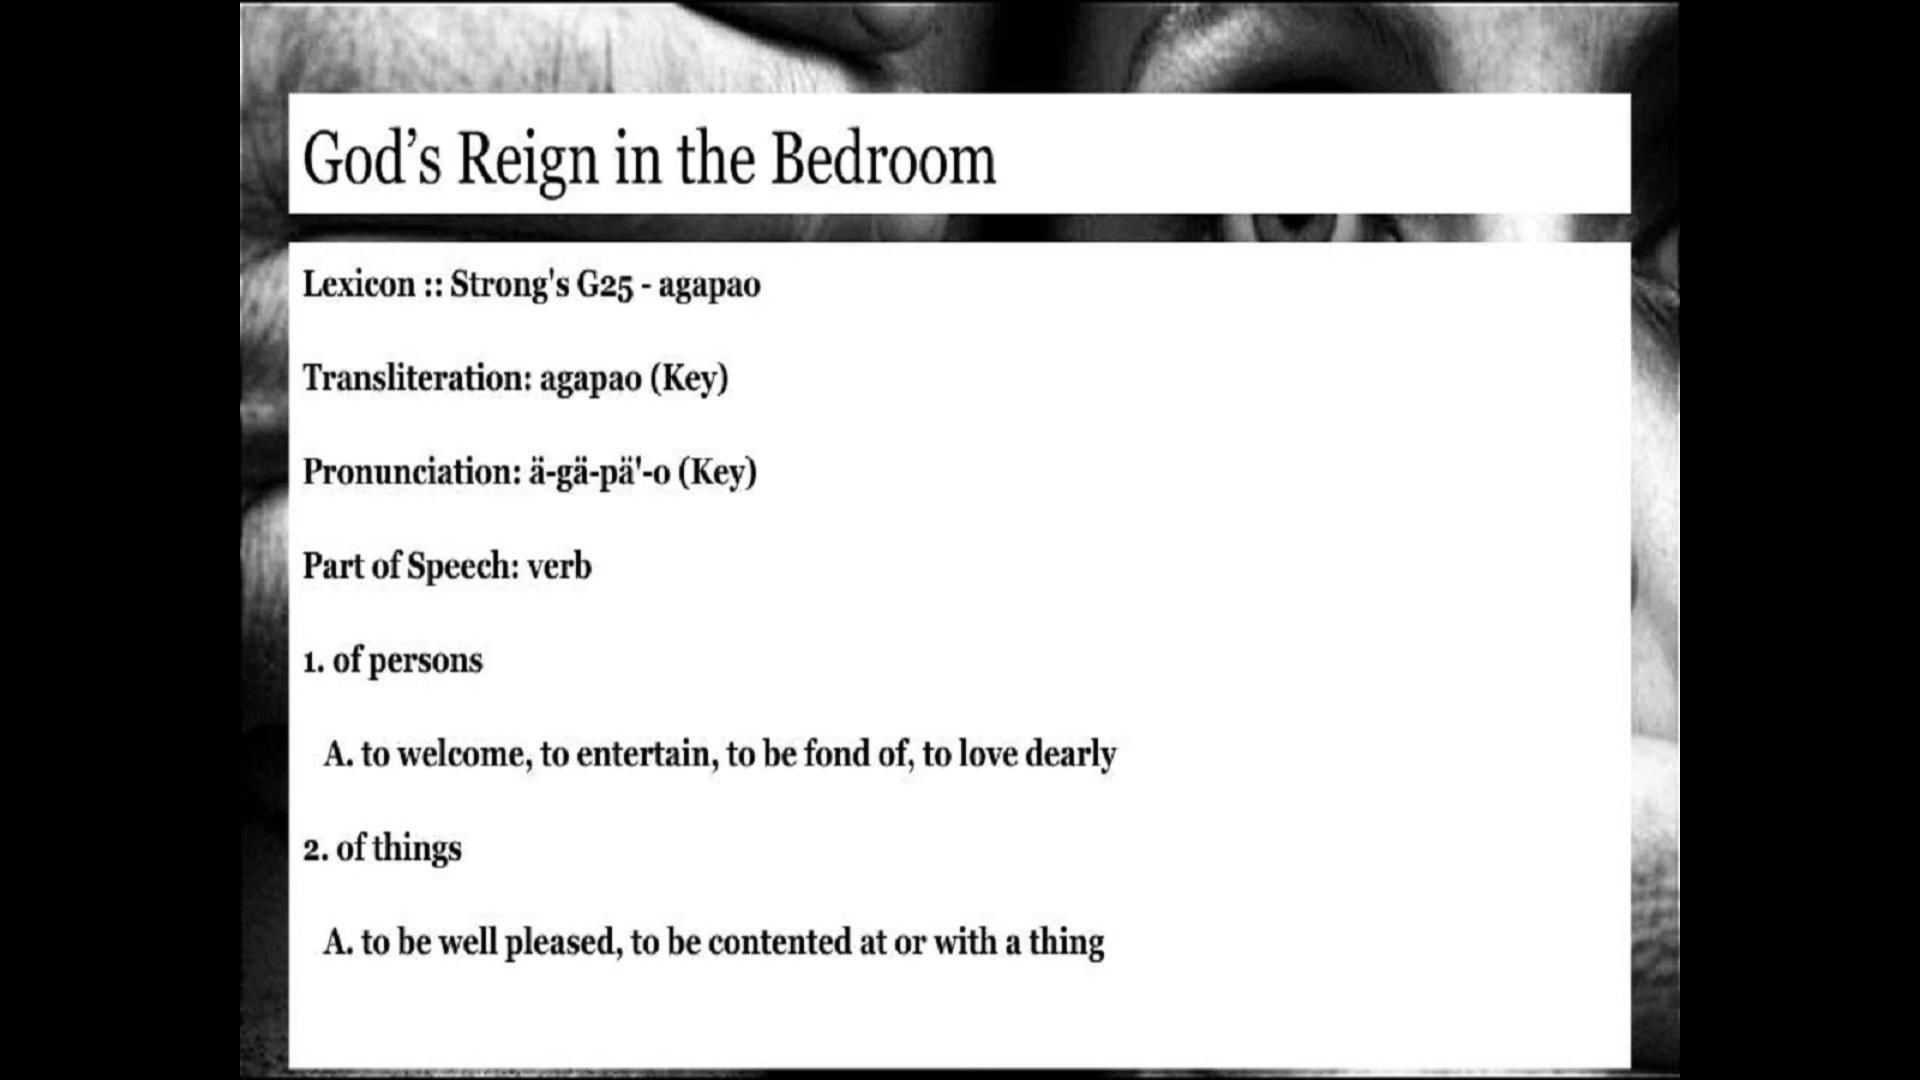 God’s Reign in the Bedroom
Lexicon :: Strong's G25 - agapao
Transliteration: agapao (Key)
Pronunciation: ä-gä-pä'-o (Key)
Part of Speech: verb
1. of persons
A. to welcome, to entertain, to be fond of, to love dearly
2. of things
A. to be well pleased, to be contented at or with a thing